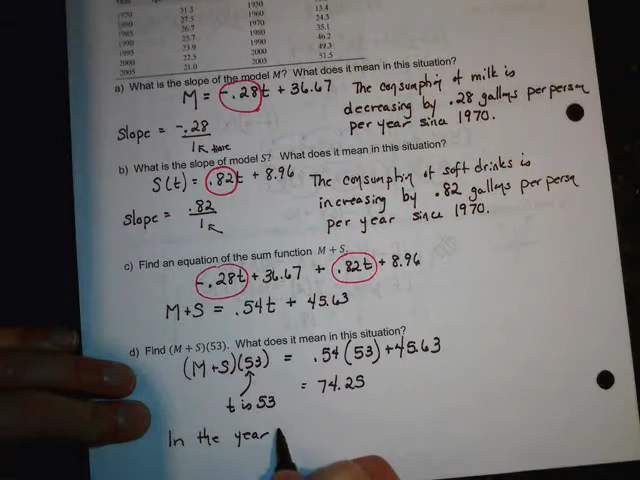 1970 31.3 1950
1980 27.5 1960 13.4
1985 26.7 1970 24.3
1990 25.7 1980 35.1
1995 23.9 1990 46.2
2000 22.5 2000 49.3
2005 21.0 2005 51.5
a) What is the slope of the model M? What does it mean in this situation?
M = -.28t + 36.67 The consumption of milk is
decreasing by .28 gallons per person
per year since 1970.
Slope = -.28
1
b) What is the slope of model S? What does it mean in this situation?
S(t) = .82t + 8.96 The consumption of soft drinks is
increasing by .82 gallons per person
per year since 1970.
Slope = .82
1
c) Find an equation of the sum function M + S.
-.28t + 36.67 + .82t + 8.96
M+S = .54t + 45.63
d) Find (M + S)(53). What does it mean in this situation?
(M+S)(53) = .54(53) + 45.63
= 74.25
t is 53
In the year